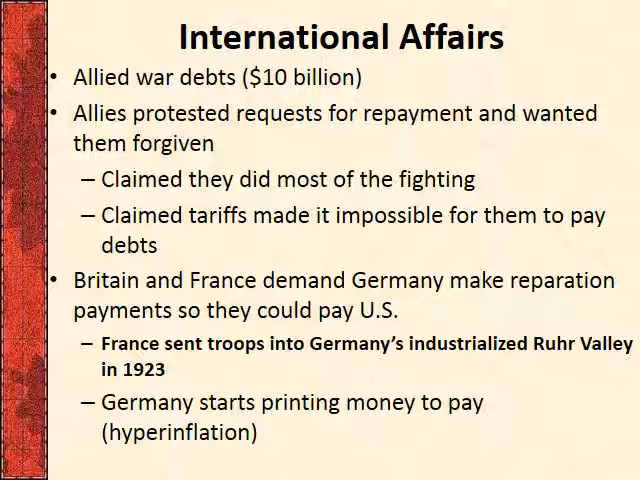 International Affairs
• Allied war debts ($10 billion)
• Allies protested requests for repayment and wanted
them forgiven
– Claimed they did most of the fighting
– Claimed tariffs made it impossible for them to pay
debts
• Britain and France demand Germany make reparation
payments so they could pay U.S.
– France sent troops into Germany’s industrialized Ruhr Valley
in 1923
– Germany starts printing money to pay
(hyperinflation)